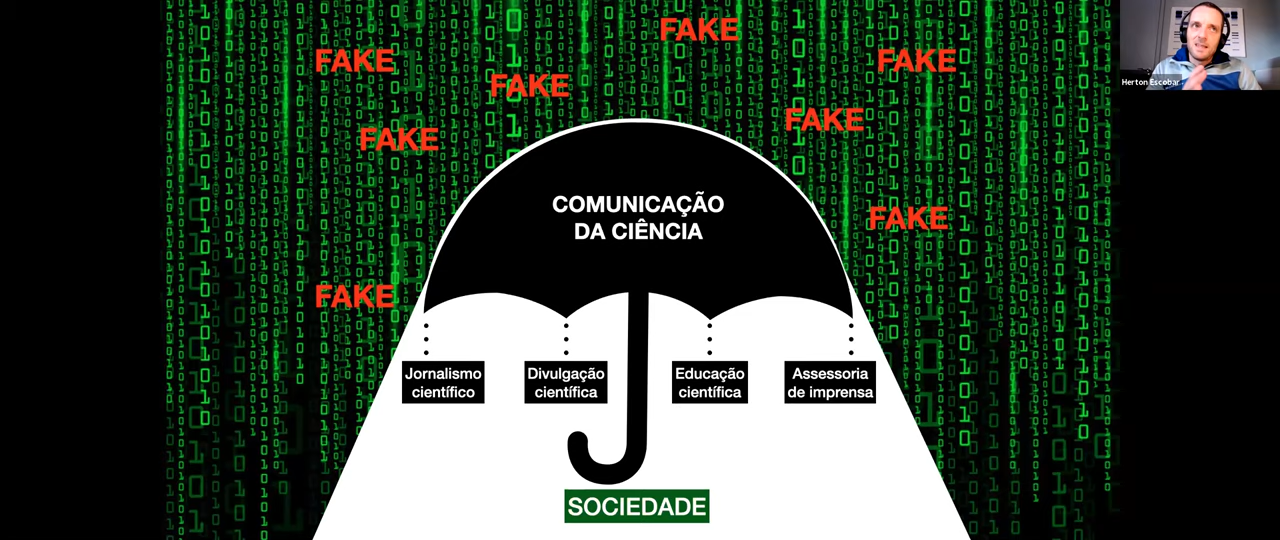 FAKE
FAKE
FAKE
FAKE
FAKE
FAKE
FAKE
FAKE
COMUNICAÇÃO
DA CIÊNCIA
Jornalismo
científico
Divulgação
científica
Educação
científica
Assessoria
de imprensa
SOCIEDADE
Herton Escobar